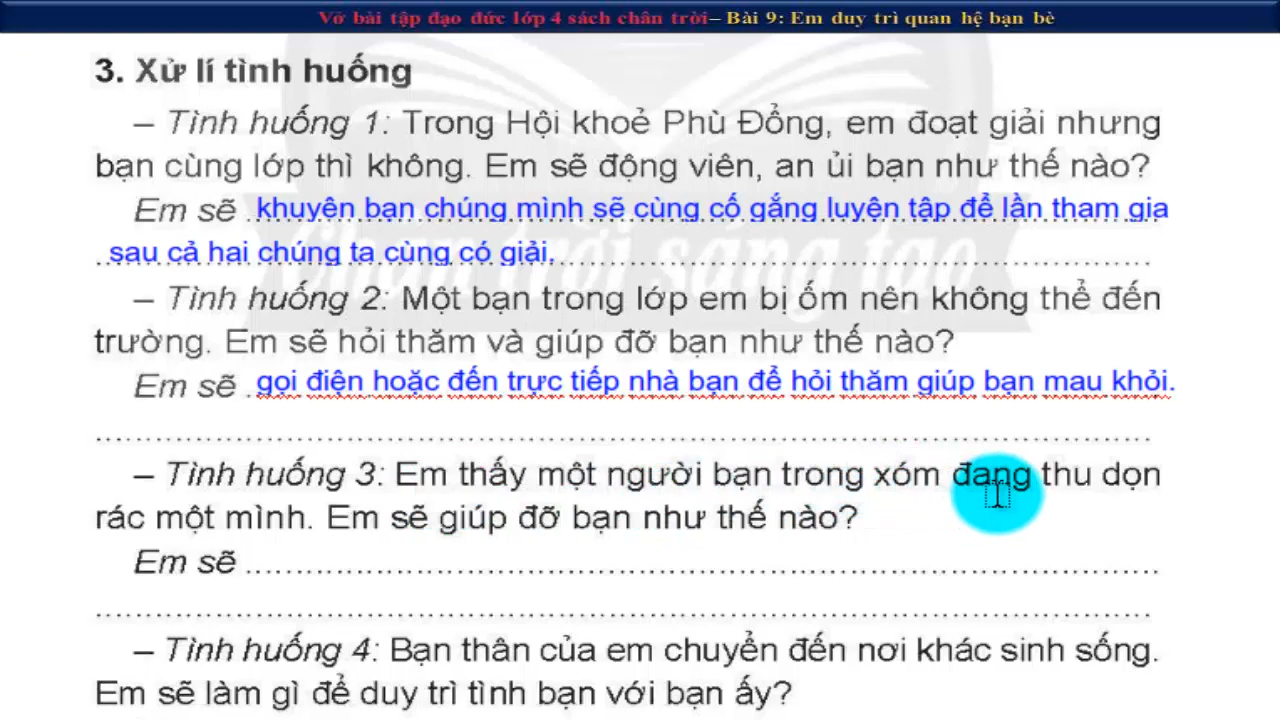 Vở bài tập đạo đức lớp 4 sách chân trời– Bài 9: Em duy trì quan hệ bạn bè
3. Xử lí tình huống
– Tình huống 1: Trong Hội khoẻ Phù Đổng, em đoạt giải nhưng
bạn cùng lớp thì không. Em sẽ động viên, an ủi bạn như thế nào?
Em sẽ khuyên bạn chúng mình sẽ cùng cố gắng luyện tập để lần tham gia
sau cả hai chúng ta cùng có giải.
– Tình huống 2: Một bạn trong lớp em bị ốm nên không thể đến
trường. Em sẽ hỏi thăm và giúp đỡ bạn như thế nào?
Em sẽ gọi điện hoặc đến trực tiếp nhà bạn để hỏi thăm giúp bạn mau khỏi.
– Tình huống 3: Em thấy một người bạn trong xóm đang thu dọn
rác một mình. Em sẽ giúp đỡ bạn như thế nào?
Em sẽ
– Tình huống 4: Bạn thân của em chuyển đến nơi khác sinh sống.
Em sẽ làm gì để duy trì tình bạn với bạn ấy?